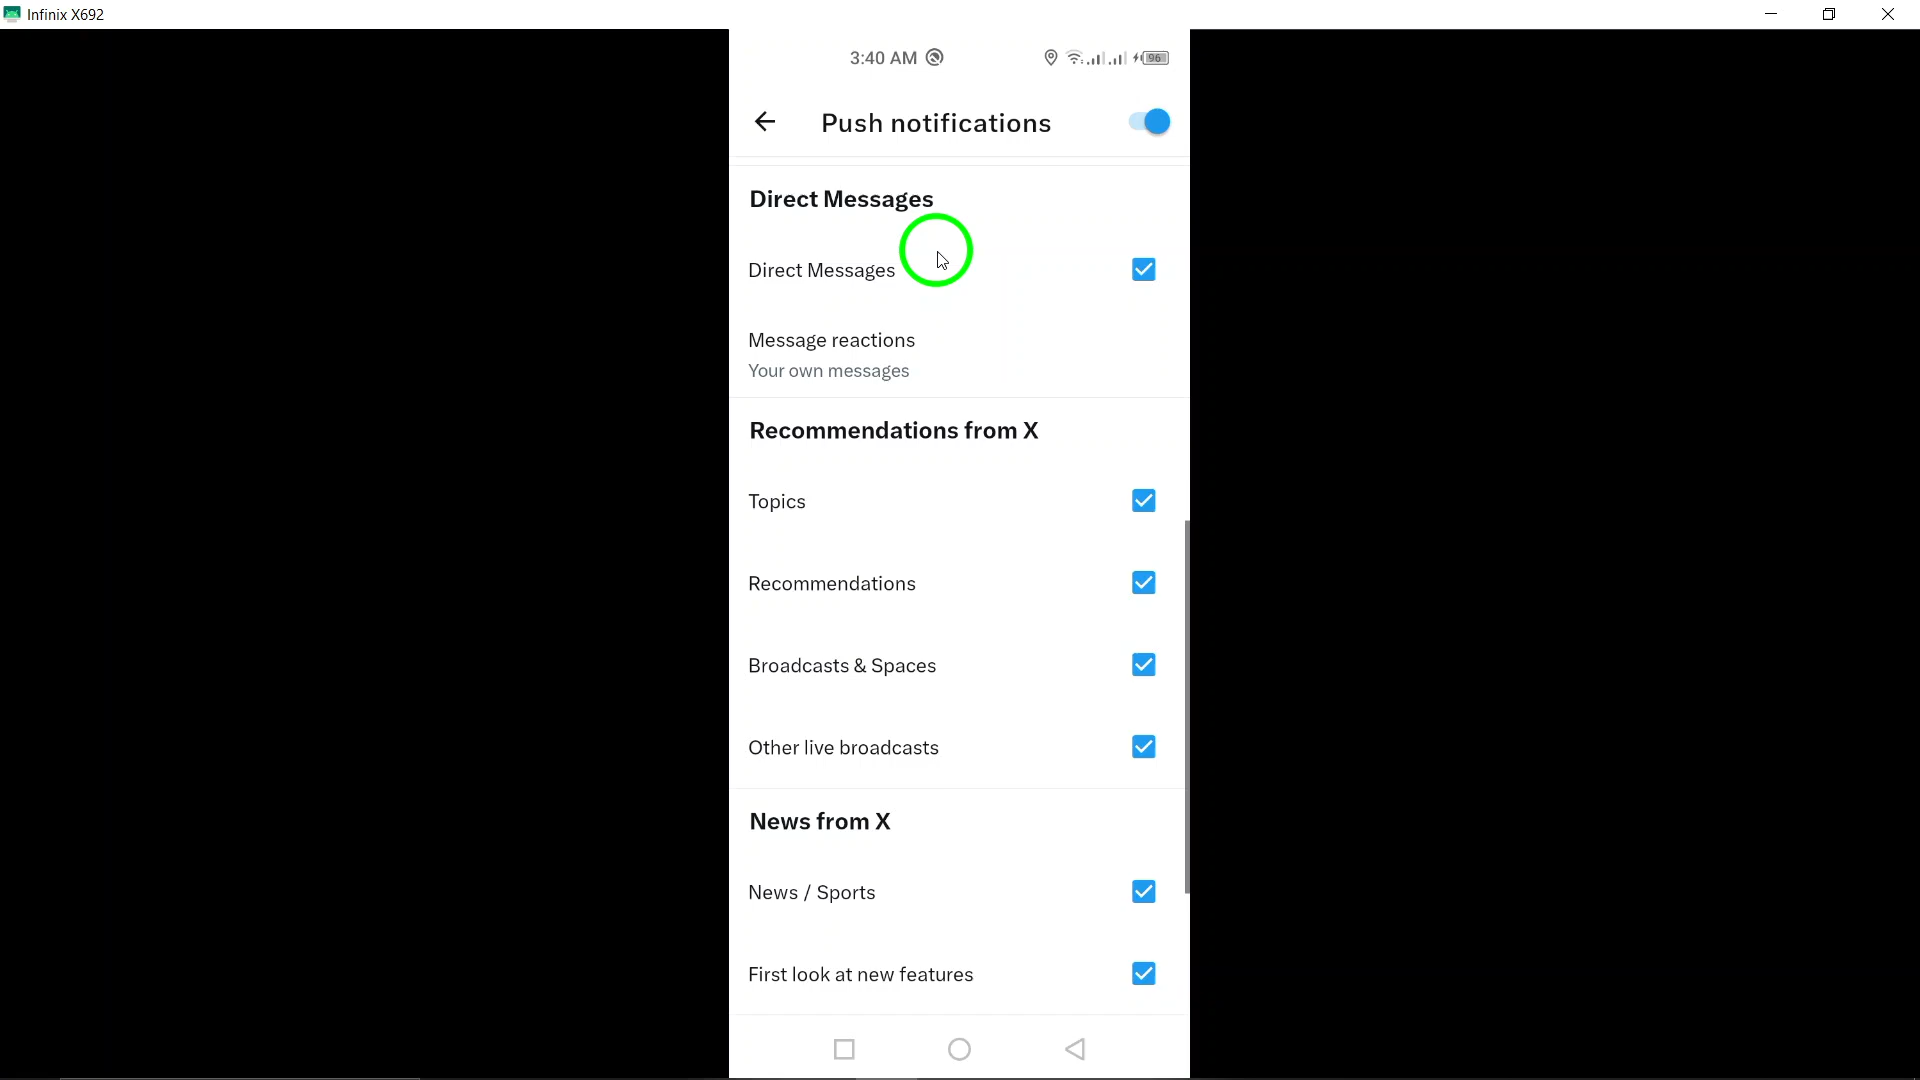 Infinix X692
3:40 AM
96
Push notifications
Direct Messages
Direct Messages
Message reactions
Your own messages
Recommendations from X
Topics
Recommendations
Broadcasts & Spaces
Other live broadcasts
News from X
News / Sports
First look at new features